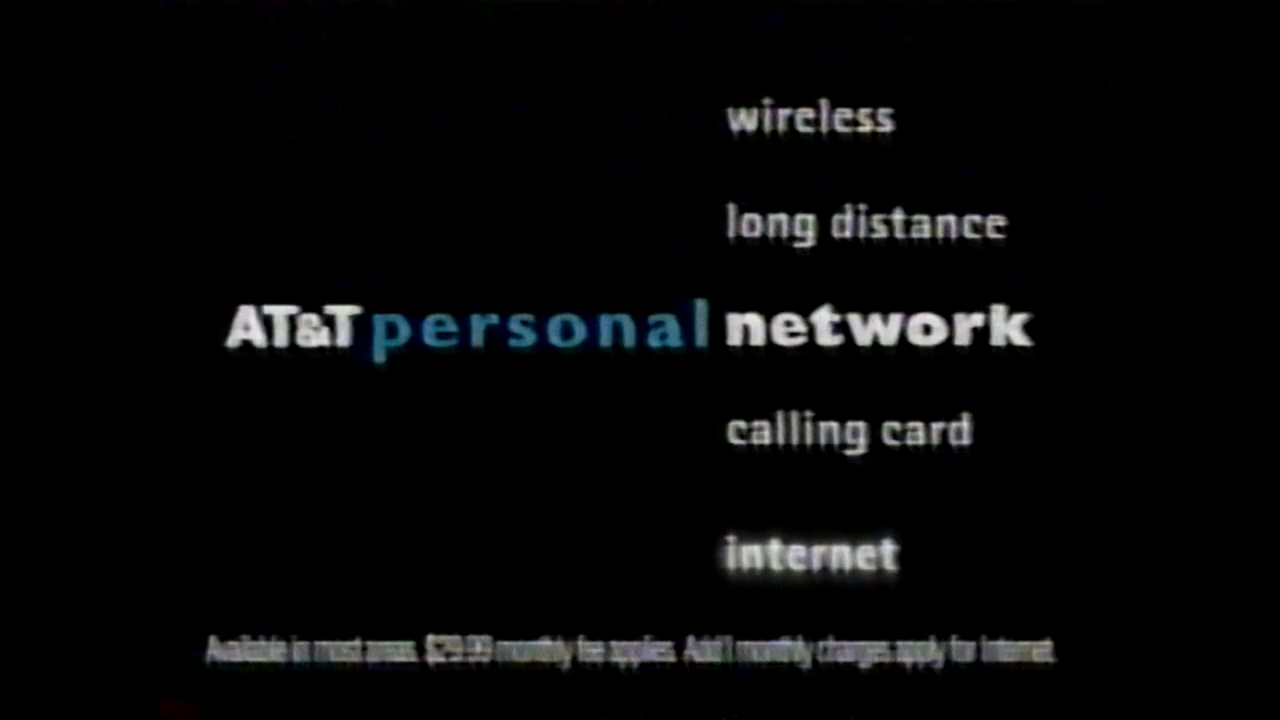 wireless
long distance
AT&T personal network
calling card
internet
Available in most areas. $29.99 monthly fee applies. Add'l monthly charges apply for Internet.